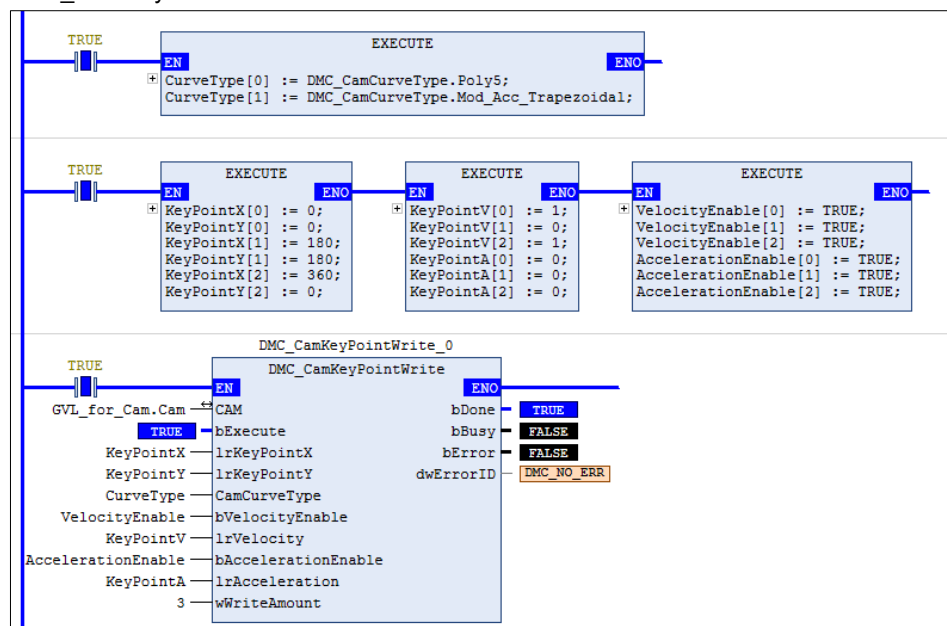 TRUE
EXECUTE
EN ENO
CurveType[0] := DMC_CamCurveType.Poly5;
CurveType[1] := DMC_CamCurveType.Mod_Acc_Trapezoidal;
TRUE
EXECUTE
EN ENO
KeyPointX[0] := 0;
KeyPointY[0] := 0;
KeyPointX[1] := 180;
KeyPointY[1] := 180;
KeyPointX[2] := 360;
KeyPointY[2] := 0;
EXECUTE
EN ENO
KeyPointV[0] := 1;
KeyPointV[1] := 0;
KeyPointV[2] := 1;
KeyPointA[0] := 0;
KeyPointA[1] := 0;
KeyPointA[2] := 0;
EXECUTE
EN ENO
VelocityEnable[0] := TRUE;
VelocityEnable[1] := TRUE;
VelocityEnable[2] := TRUE;
AccelerationEnable[0] := TRUE;
AccelerationEnable[1] := TRUE;
AccelerationEnable[2] := TRUE;
DMC_CamKeyPointWrite_0
TRUE
DMC_CamKeyPointWrite
EN ENO
GVL_for_Cam.Cam CAM bDone TRUE
TRUE bExecute bBusy FALSE
KeyPointX lrKeyPointX bError FALSE
KeyPointY lrKeyPointY dwErrorID DMC_NO_ERR
CurveType CamCurveType
VelocityEnable bVelocityEnable
KeyPointV lrVelocity
AccelerationEnable bAccelerationEnable
KeyPointA lrAcceleration
3 wWriteAmount